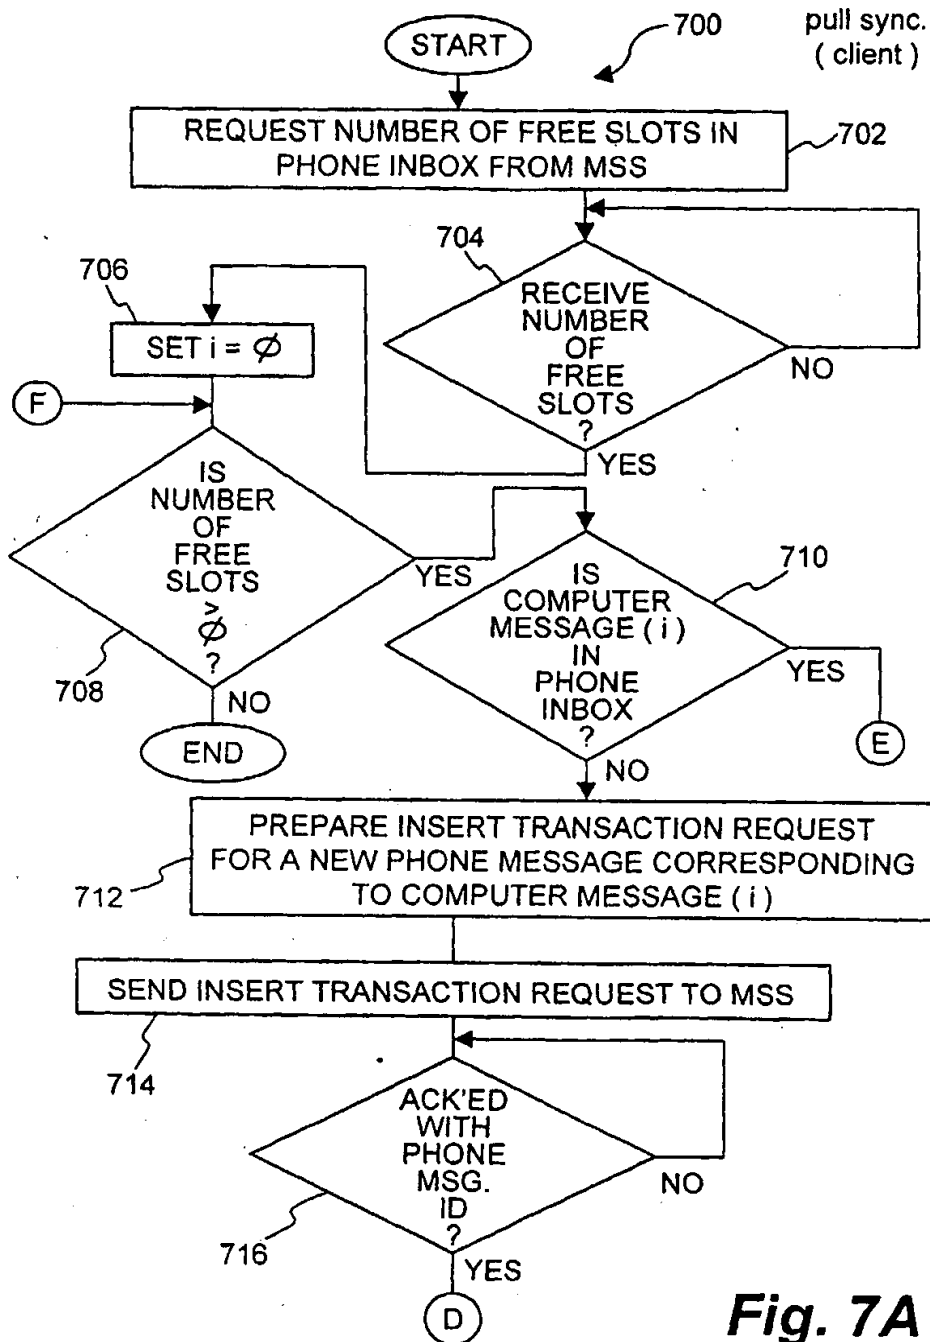 START
700
pull sync.
( client )
REQUEST NUMBER OF FREE SLOTS IN
PHONE INBOX FROM MSS
702
704
RECEIVE
NUMBER
OF
FREE
SLOTS
?
NO
YES
706
SET i = ∅
F
IS
NUMBER
OF
FREE
SLOTS
>
∅
?
YES
708
NO
END
710
IS
COMPUTER
MESSAGE ( i )
IN
PHONE
INBOX
?
YES
E
NO
PREPARE INSERT TRANSACTION REQUEST
FOR A NEW PHONE MESSAGE CORRESPONDING
TO COMPUTER MESSAGE ( i )
712
SEND INSERT TRANSACTION REQUEST TO MSS
714
ACK'ED
WITH
PHONE
MSG.
ID
?
NO
716
YES
D
Fig. 7A